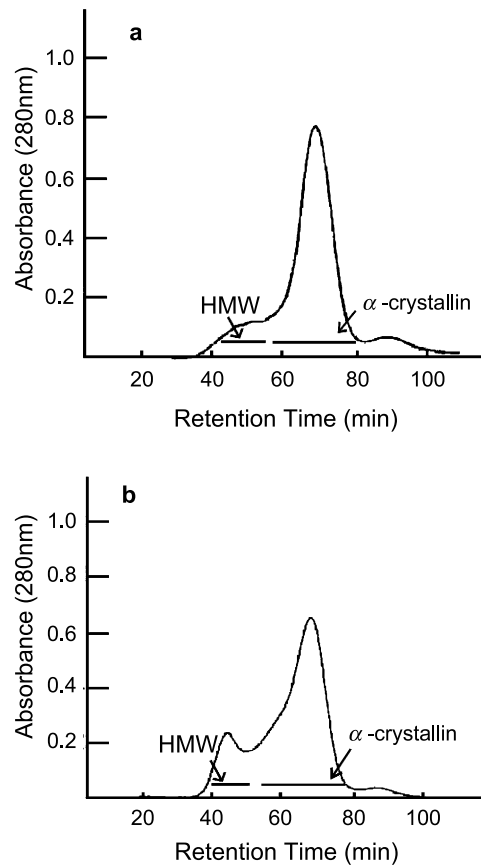 a
1.0
0.8
0.6
0.4
0.2
Absorbance (280nm)
HMW
α -crystallin
20 40 60 80 100
Retention Time (min)
b
1.0
0.8
0.6
0.4
0.2
Absorbance (280nm)
HMW
α -crystallin
20 40 60 80 100
Retention Time (min)